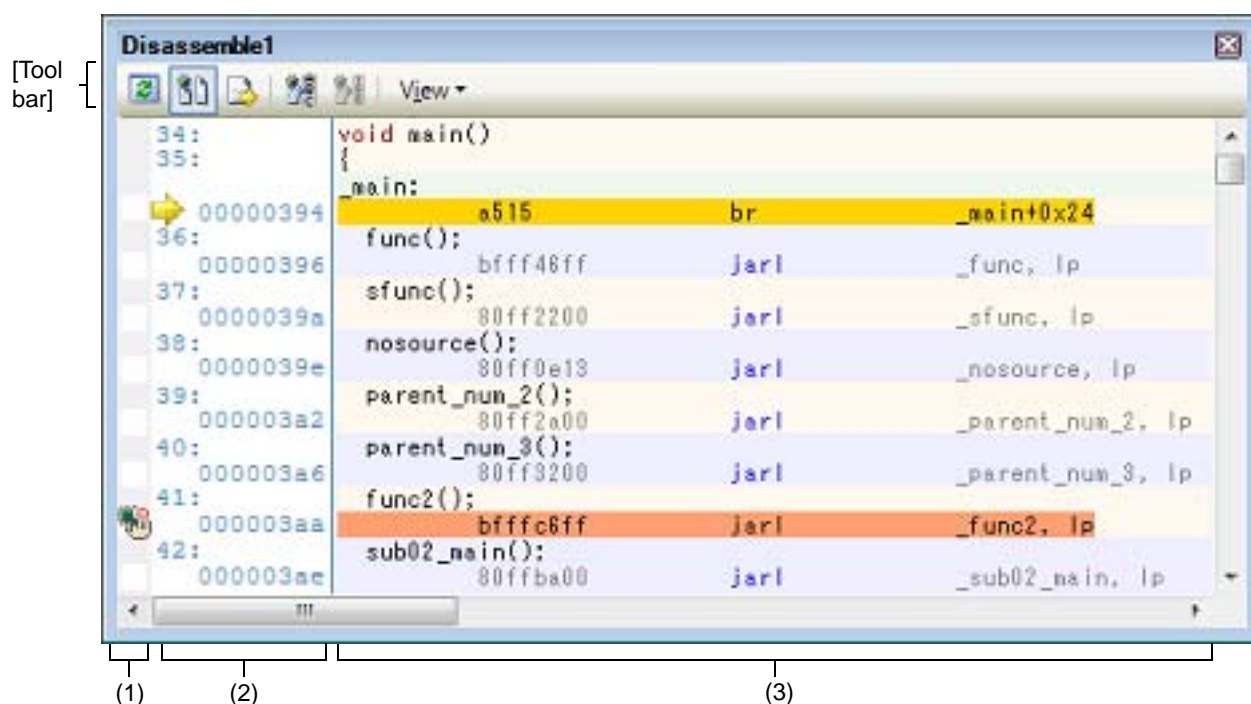 Disassemble1
[Tool bar]
View
34: void main()
35: {
_main:
00000394 a515 br _main+0x24
36: func();
00000396 bfff46ff jarl _func, lp
37: sfunc();
0000039a 80ff2200 jarl _sfunc, lp
38: nosource();
0000039e 80ff0e13 jarl _nosource, lp
39: parent_num_2();
000003a2 80ff2a00 jarl _parent_num_2, lp
40: parent_num_3();
000003a6 80ff3200 jarl _parent_num_3, lp
41: func2();
000003aa bfffc6ff jarl _func2, lp
42: sub02_main();
000003ae 80ffba00 jarl _sub02_main, lp
(1) (2) (3)